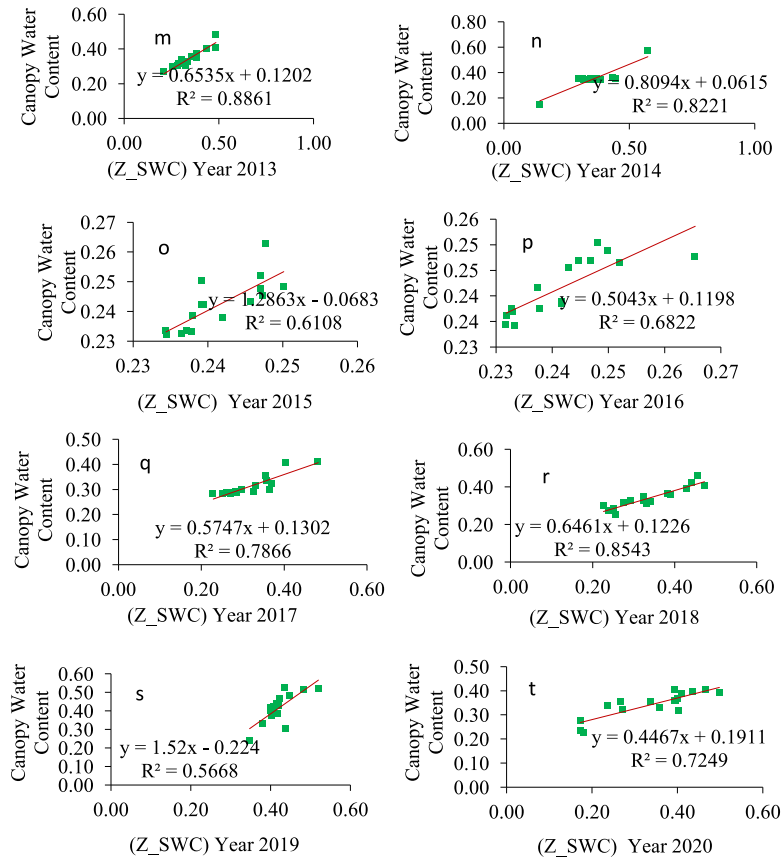 Canopy Water
Content
m
0.60
0.40
0.20
0.00
y = 0.6535x + 0.1202
R² = 0.8861
0.00 0.50 1.00
(Z_SWC) Year 2013
Canopy Water
Content
n
0.80
0.60
0.40
0.20
0.00
y = 0.8094x + 0.0615
R² = 0.8221
0.00 0.50 1.00
(Z_SWC) Year 2014
Canopy Water
Content
o
0.27
0.26
0.25
0.24
0.23
0.23
y = 1.2863x - 0.0683
R² = 0.6108
0.23 0.24 0.25 0.26
(Z_SWC) Year 2015
Canopy Water
Content
p
0.26
0.25
0.25
0.24
0.24
0.23
y = 0.5043x + 0.1198
R² = 0.6822
0.23 0.24 0.25 0.26 0.27
(Z_SWC) Year 2016
Canopy Water
Content
q
0.50
0.40
0.30
0.20
0.10
0.00
y = 0.5747x + 0.1302
R² = 0.7866
0.00 0.20 0.40 0.60
(Z_SWC) Year 2017
Canopy Water
Content
r
0.60
0.40
0.20
0.00
y = 0.6461x + 0.1226
R² = 0.8543
0.00 0.20 0.40 0.60
(Z_SWC) Year 2018
Canopy Water
Content
s
0.60
0.50
0.40
0.30
0.20
0.10
0.00
y = 1.52x - 0.224
R² = 0.5668
0.00 0.20 0.40 0.60
(Z_SWC) Year 2019
Canopy Water
Content
t
0.50
0.40
0.30
0.20
0.10
0.00
y = 0.4467x + 0.1911
R² = 0.7249
0.00 0.20 0.40 0.60
(Z_SWC) Year 2020